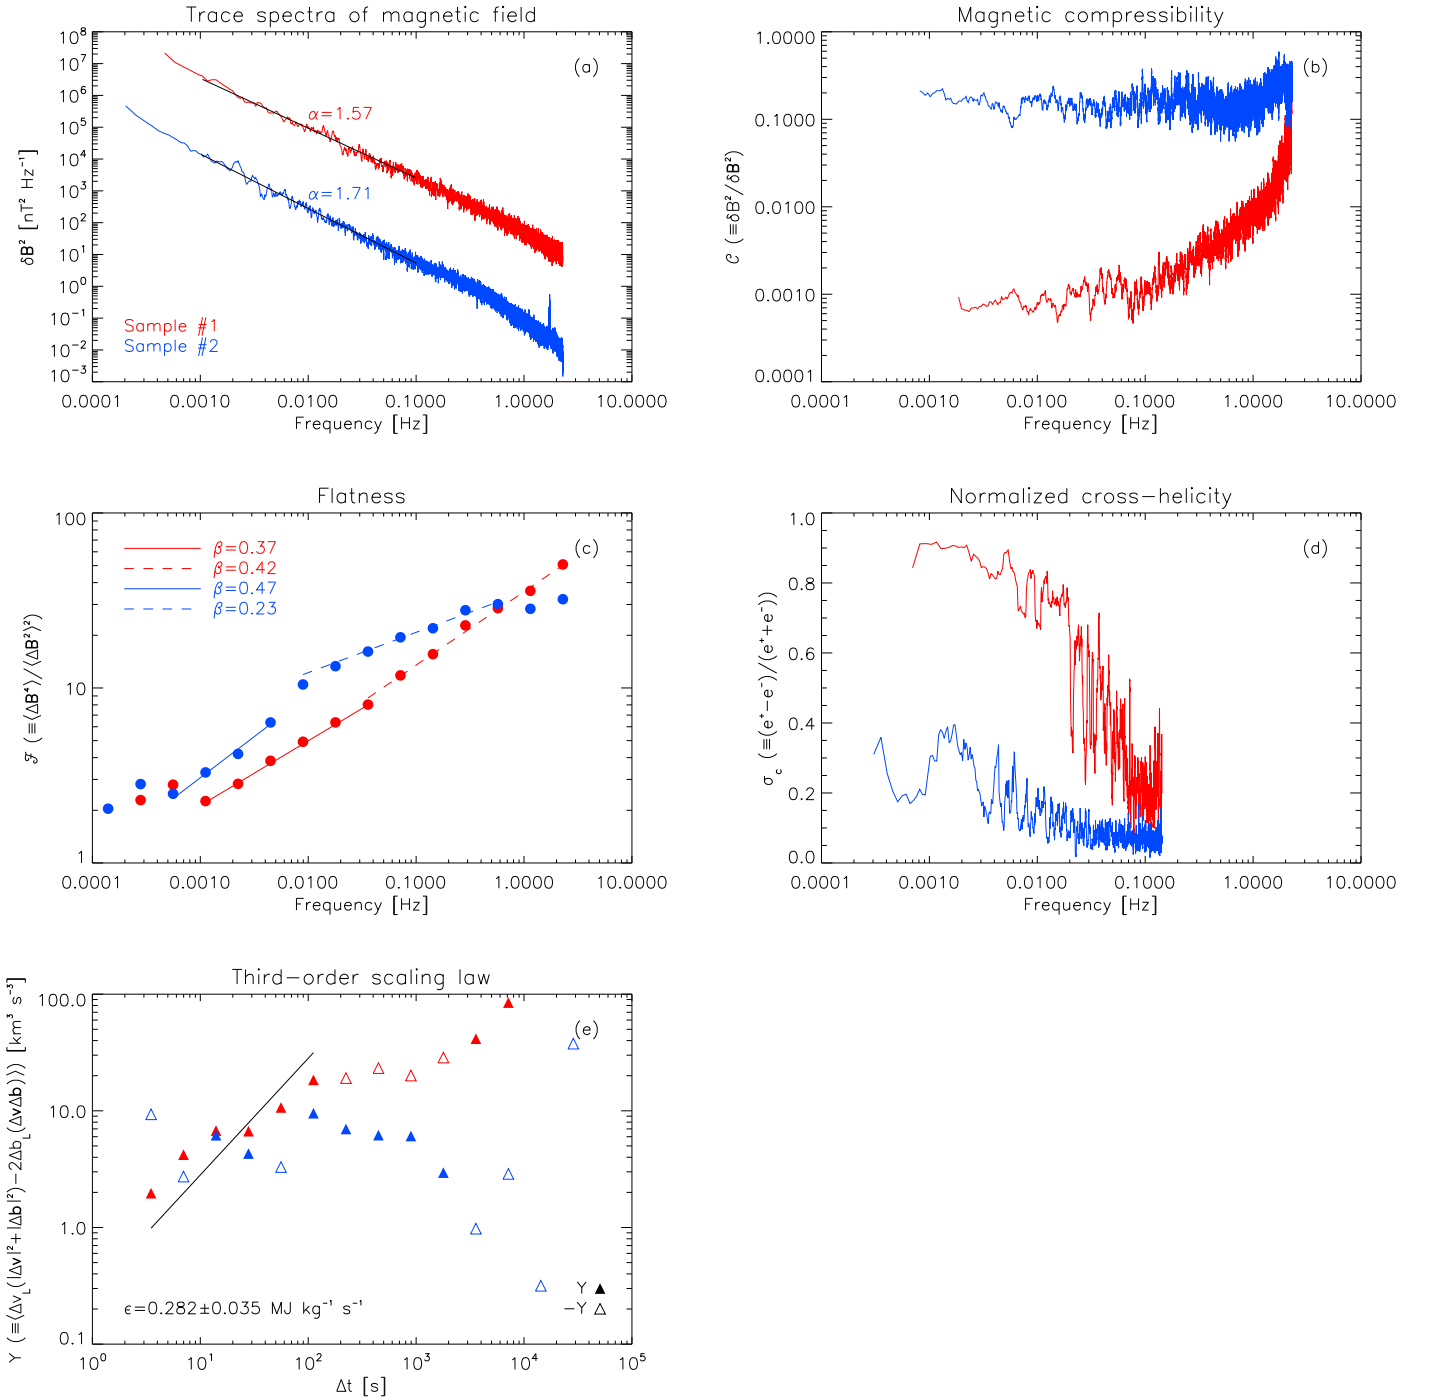 Trace spectra of magnetic field
10⁸
10⁷
10⁶
10⁵
10⁴
10³
10²
10¹
10⁰
10⁻¹
10⁻²
10⁻³
δB² [nT² Hz⁻¹]
(a)
α=1.57
α=1.71
Sample #1
Sample #2
0.0001 0.0010 0.0100 0.1000 1.0000 10.0000
Frequency [Hz]
Magnetic compressibility
1.0000
0.1000
0.0100
0.0010
0.0001
𝒞 (≡δB²/δB²)
(b)
0.0001 0.0010 0.0100 0.1000 1.0000 10.0000
Frequency [Hz]
Flatness
100
10
1
ℱ (≡⟨ΔB⁴⟩/⟨ΔB²⟩²)
(c)
β=0.37
β=0.42
β=0.47
β=0.23
0.0001 0.0010 0.0100 0.1000 1.0000 10.0000
Frequency [Hz]
Normalized cross-helicity
1.0
0.8
0.6
0.4
0.2
0.0
σ_c (≡(e⁺−e⁻)/(e⁺+e⁻))
(d)
0.0001 0.0010 0.0100 0.1000 1.0000 10.0000
Frequency [Hz]
Third−order scaling law
100.0
10.0
1.0
0.1
Y (≡⟨Δv_L(|Δv|²+|Δb|²)−2Δb_L(ΔvΔb)⟩) [km³ s⁻³]
(e)
Y ▲
−Y △
ϵ=0.282±0.035 MJ kg⁻¹ s⁻¹
10⁰ 10¹ 10² 10³ 10⁴ 10⁵
Δt [s]